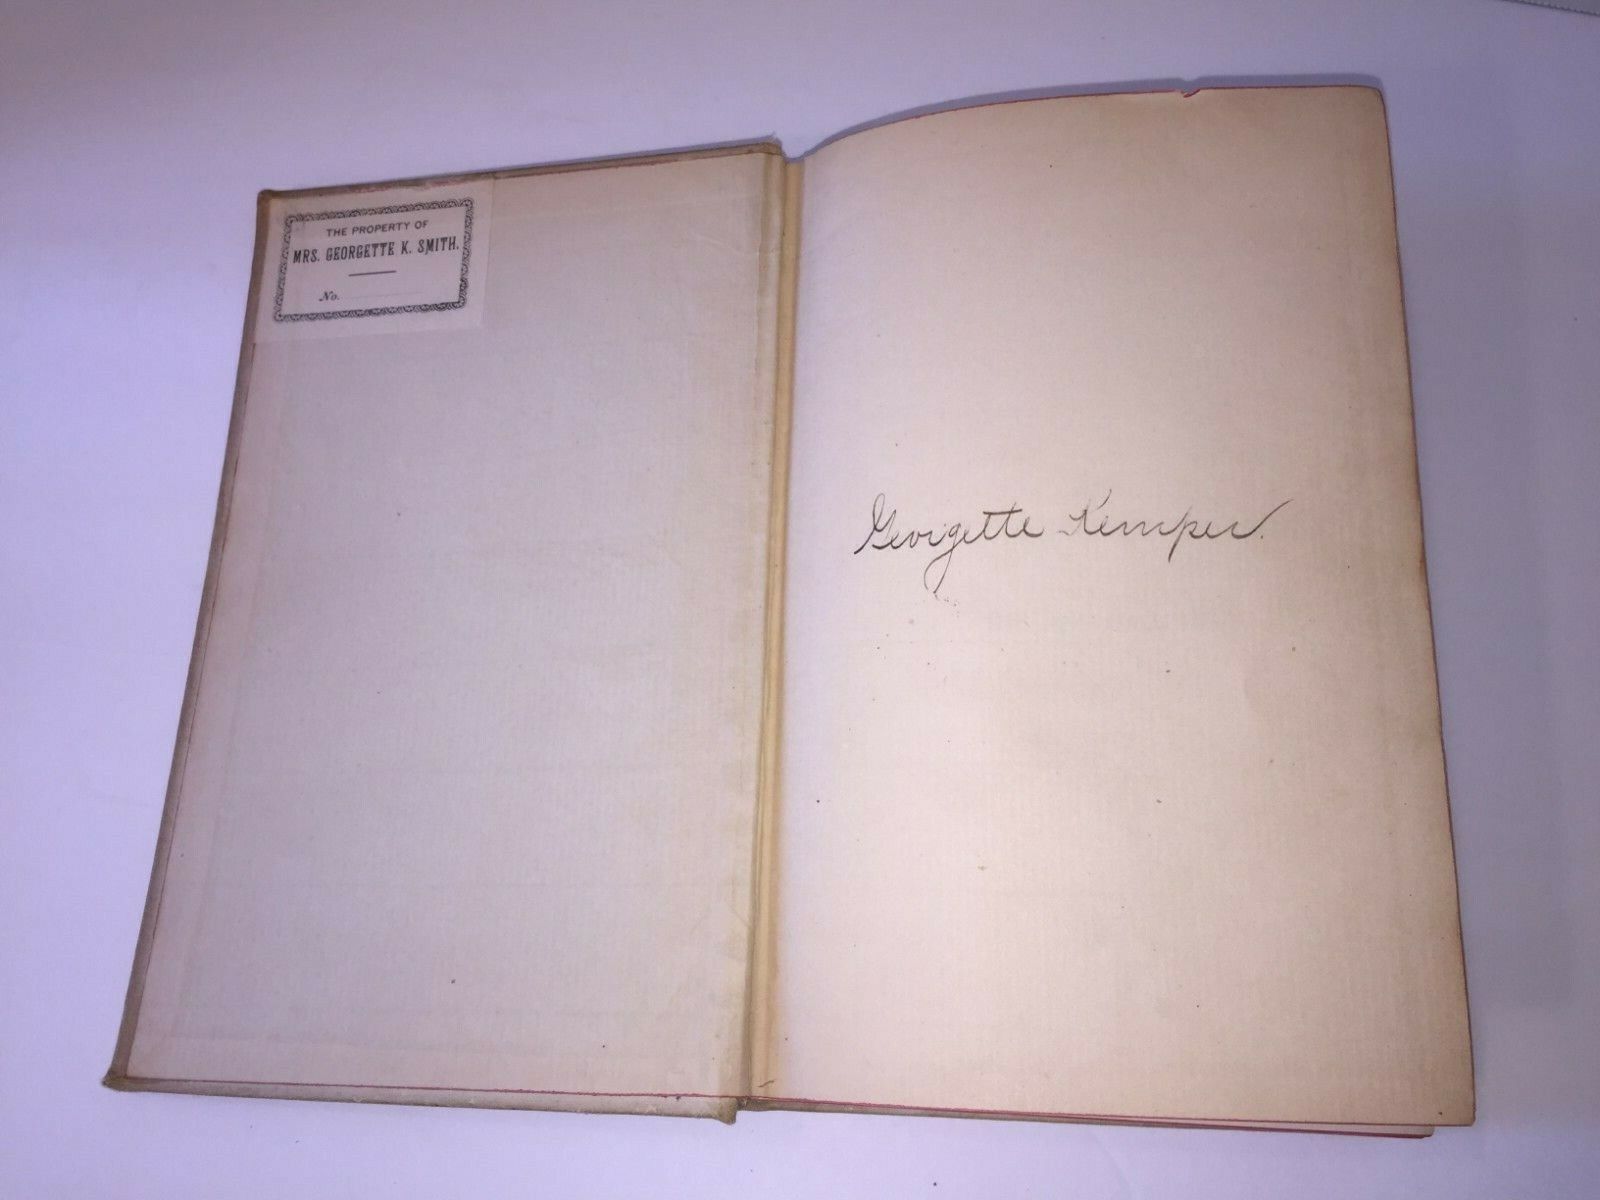 THE PROPERTY OF
MRS. GEORGETTE K. SMITH.
No.
Georgette Kemper.